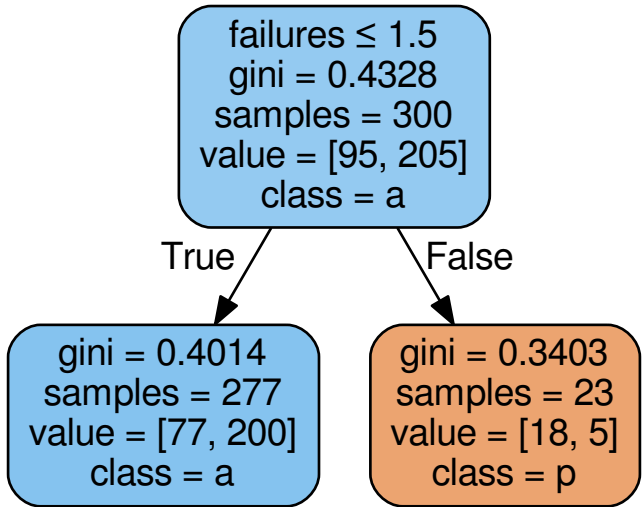 failures ≤ 1.5
gini = 0.4328
samples = 300
value = [95, 205]
class = a
True
False
gini = 0.4014
samples = 277
value = [77, 200]
class = a
gini = 0.3403
samples = 23
value = [18, 5]
class = p